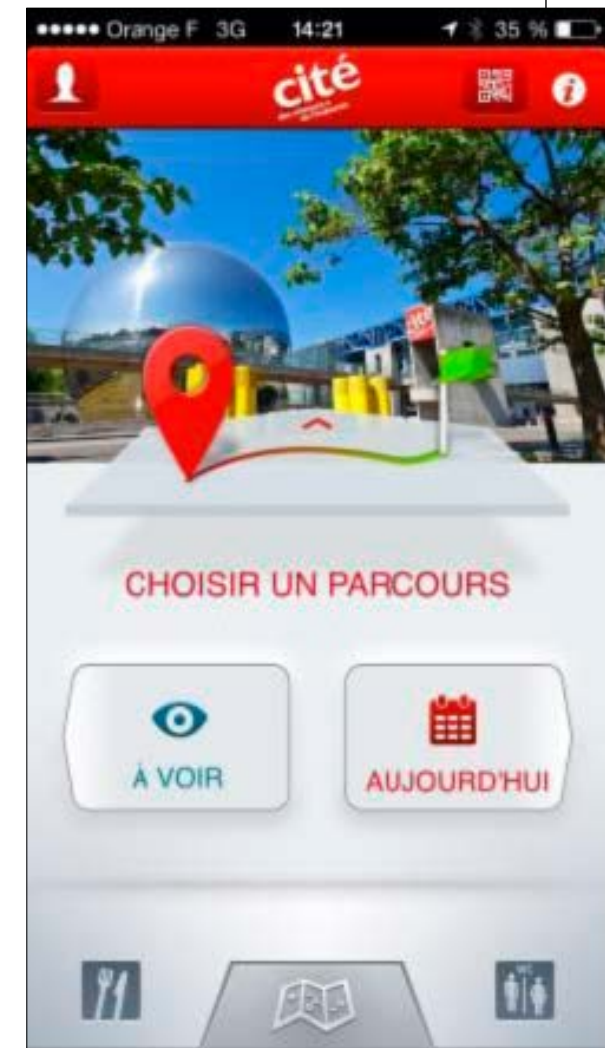 Orange F 3G 14:21 35 %
cité
CHOISIR UN PARCOURS
À VOIR
AUJOURD'HUI